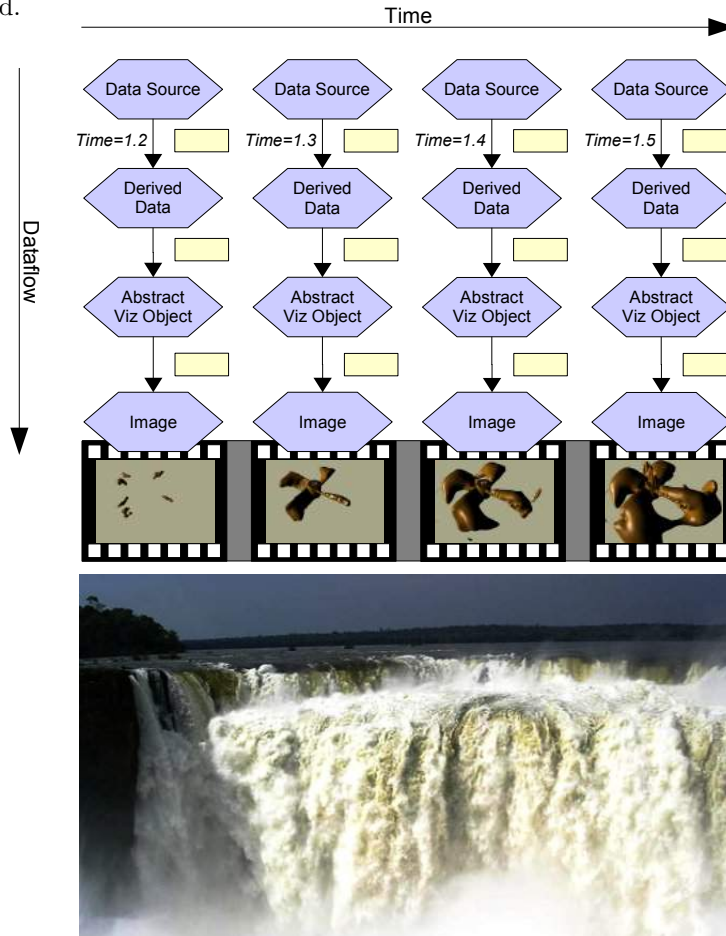 d.
Time
Data Source Data Source Data Source Data Source
Time=1.2 Time=1.3 Time=1.4 Time=1.5
Derived Derived Derived Derived
Data Data Data Data
Dataflow
Abstract Abstract Abstract Abstract
Viz Object Viz Object Viz Object Viz Object
Image Image Image Image